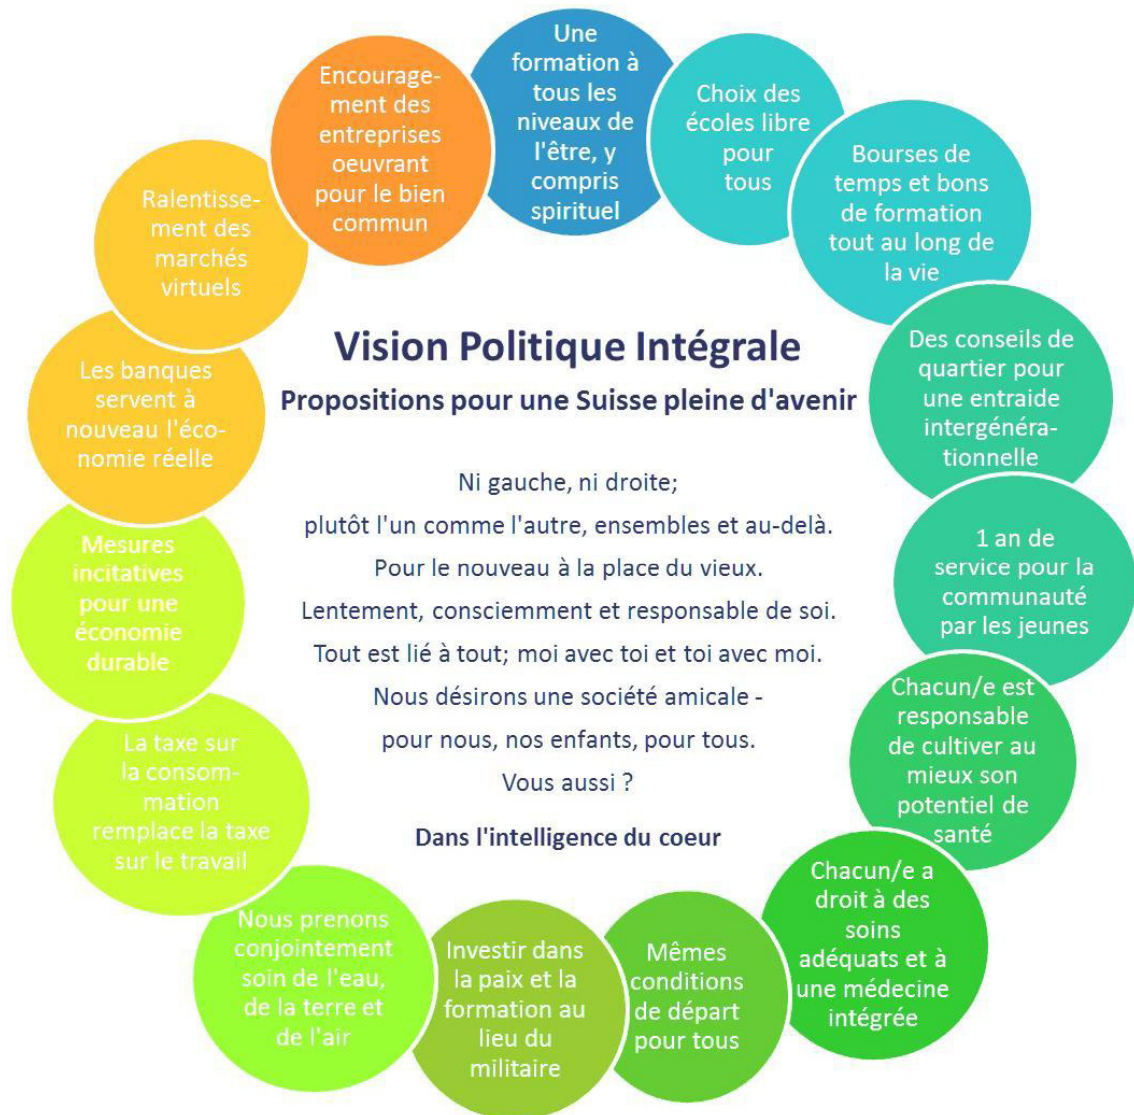 Une
formation à
tous les
niveaux de
l'être, y
compris
spirituel
Choix des
écoles libre
pour
tous
Bourses de
temps et bons
de formation
tout au long de
la vie
Des conseils de
quartier pour
une entraide
intergénéra-
tionnelle
1 an de
service pour la
communauté
par les jeunes
Chacun/e est
responsable
de cultiver au
mieux son
potentiel de
santé
Chacun/e a
droit à des
soins
adéquats et à
une médecine
intégrée
Mêmes
conditions
de départ
pour tous
Investir dans
la paix et la
formation au
lieu du
militaire
Nous prenons
conjointement
soin de l'eau,
de la terre et
de l'air
La taxe sur
la consom-
mation
remplace la taxe
sur le travail
Mesures
incitatives
pour une
économie
durable
Les banques
servent à
nouveau l'éco-
nomie réelle
Ralentisse-
ment des
marchés
virtuels
Encourage-
ment des
entreprises
oeuvrant
pour le bien
commun
Vision Politique Intégrale
Propositions pour une Suisse pleine d'avenir
Ni gauche, ni droite;
plutôt l'un comme l'autre, ensembles et au-delà.
Pour le nouveau à la place du vieux.
Lentement, consciemment et responsable de soi.
Tout est lié à tout; moi avec toi et toi avec moi.
Nous désirons une société amicale -
pour nous, nos enfants, pour tous.
Vous aussi ?
Dans l'intelligence du coeur